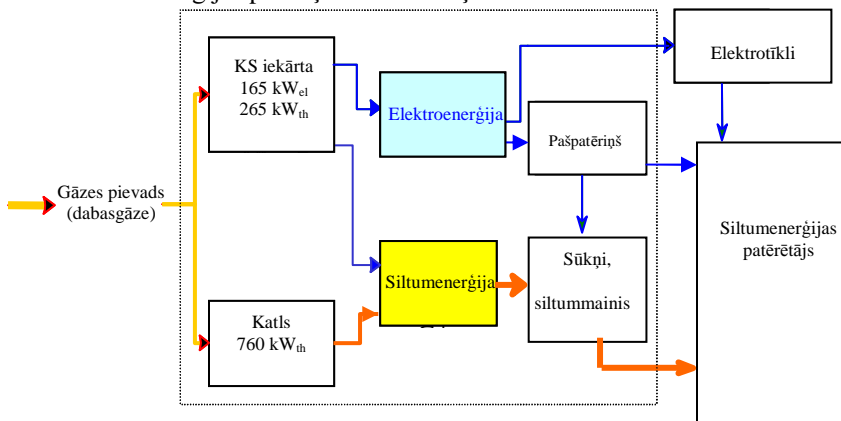 KS iekārta
165 kWel
265 kWth
Elektroenerģija
Elektrotīkli
Pašpatēriņš
Gāzes pievads
(dabasgāze)
Siltumenerģija
Sūkņi,
siltummainis
Siltumenerģijas
patērētājs
Katls
760 kWth